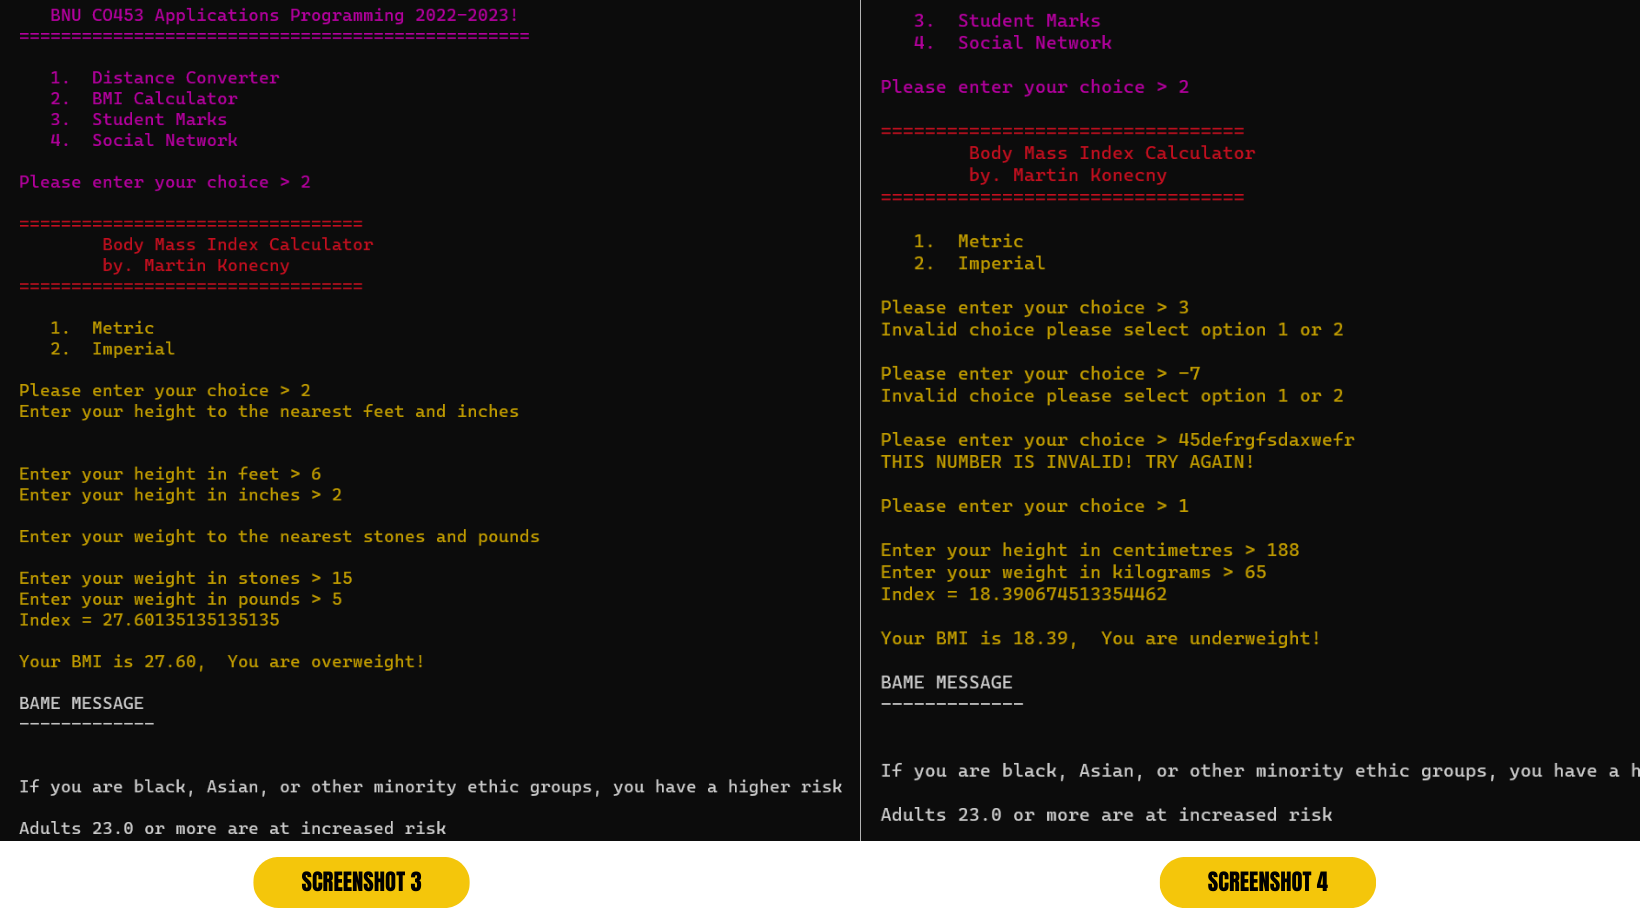 BNU CO453 Applications Programming 2022-2023!
=================================================
1. Distance Converter
2. BMI Calculator
3. Student Marks
4. Social Network
Please enter your choice > 2
=================================
Body Mass Index Calculator
by. Martin Konecny
=================================
1. Metric
2. Imperial
Please enter your choice > 2
Enter your height to the nearest feet and inches
Enter your height in feet > 6
Enter your height in inches > 2
Enter your weight to the nearest stones and pounds
Enter your weight in stones > 15
Enter your weight in pounds > 5
Index = 27.60135135135135
Your BMI is 27.60, You are overweight!
BAME MESSAGE
-------------
If you are black, Asian, or other minority ethic groups, you have a higher risk
Adults 23.0 or more are at increased risk
SCREENSHOT 3
3. Student Marks
4. Social Network
Please enter your choice > 2
=================================
Body Mass Index Calculator
by. Martin Konecny
=================================
1. Metric
2. Imperial
Please enter your choice > 3
Invalid choice please select option 1 or 2
Please enter your choice > -7
Invalid choice please select option 1 or 2
Please enter your choice > 45defrgfsdaxwefr
THIS NUMBER IS INVALID! TRY AGAIN!
Please enter your choice > 1
Enter your height in centimetres > 188
Enter your weight in kilograms > 65
Index = 18.390674513354462
Your BMI is 18.39, You are underweight!
BAME MESSAGE
-------------
If you are black, Asian, or other minority ethic groups, you have a h
Adults 23.0 or more are at increased risk
SCREENSHOT 4